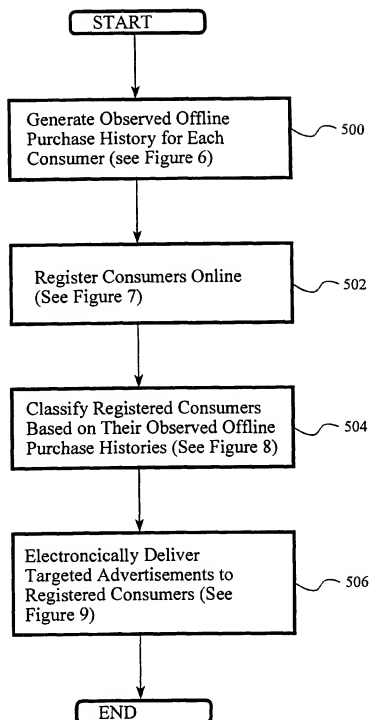 START
Generate Observed Offline
Purchase History for Each
Consumer (see Figure 6)
500
Register Consumers Online
(See Figure 7)
502
Classify Registered Consumers
Based on Their Observed Offline
Purchase Histories (See Figure 8)
504
Electroncically Deliver
Targeted Advertisements to
Registered Consumers (See
Figure 9)
506
END